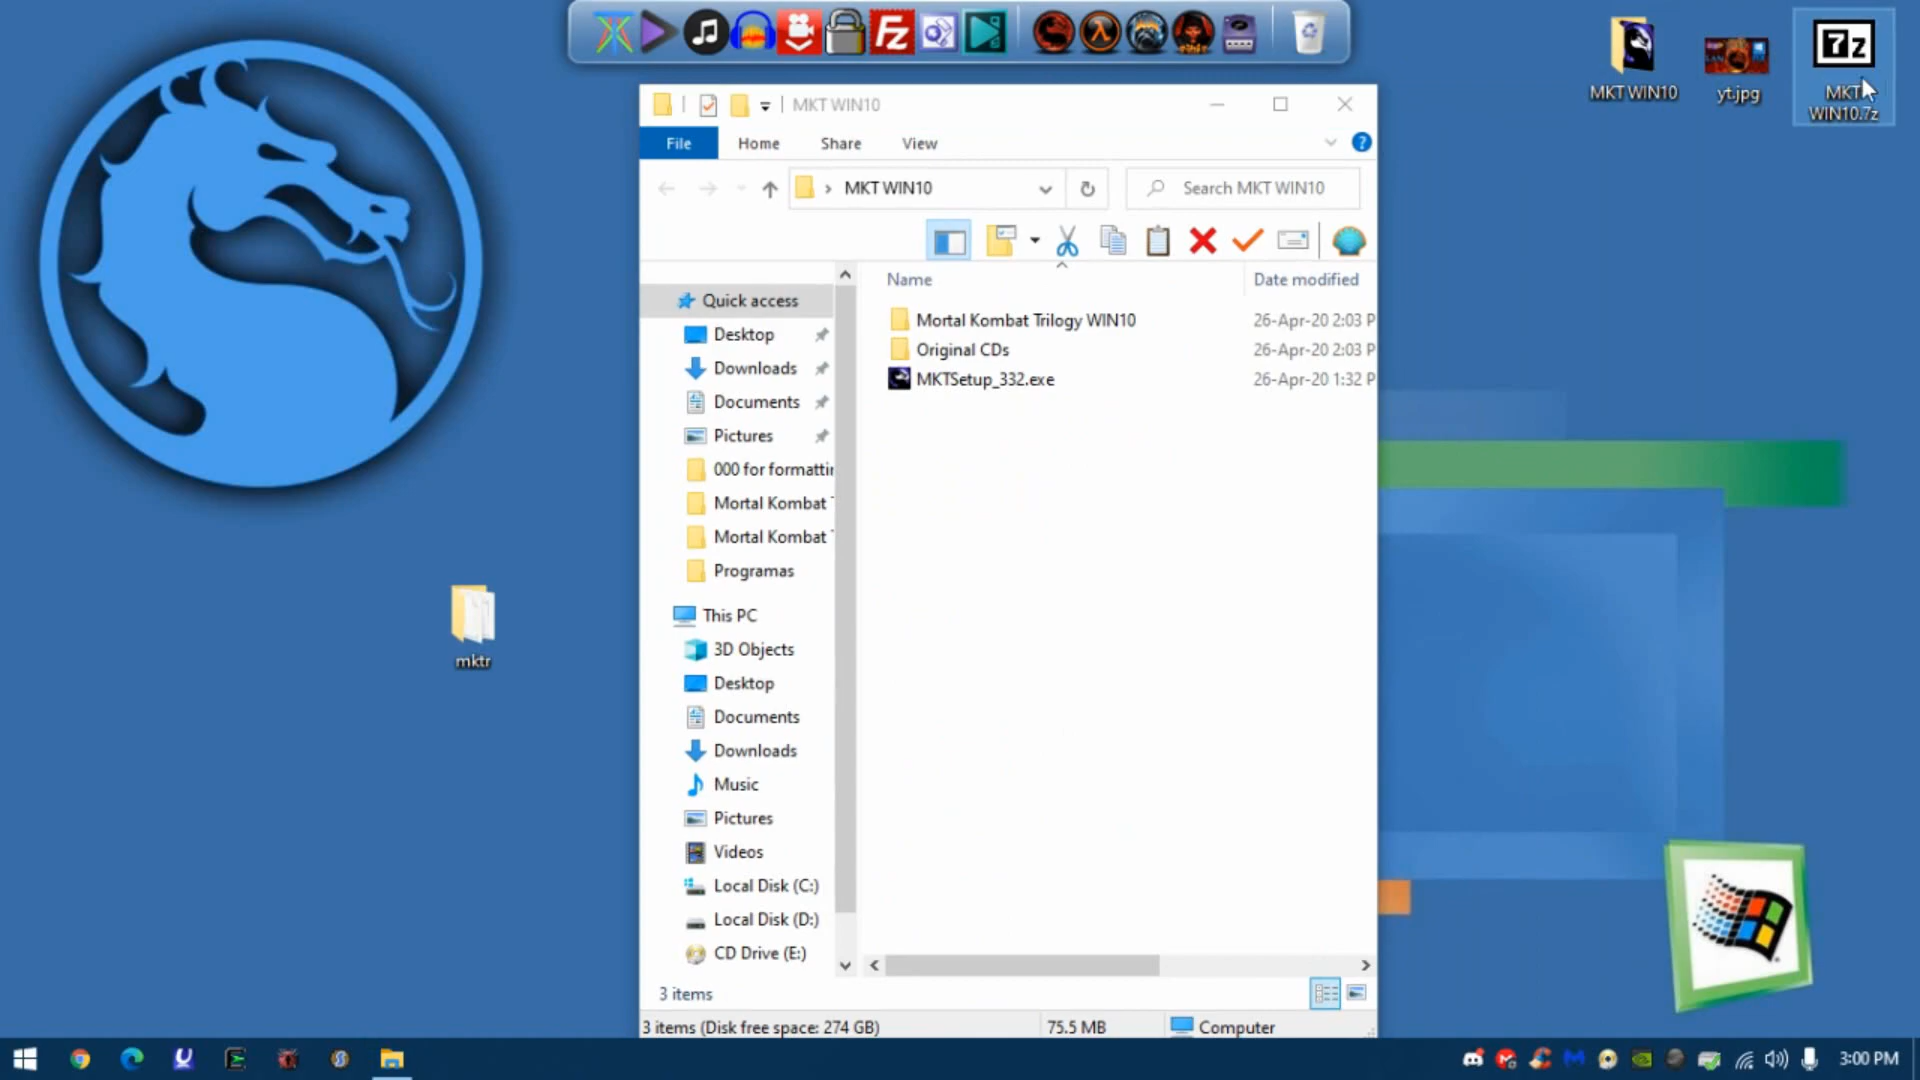 MKT WIN10
yt.jpg
7z
MKT
WIN10.7z
MKT WIN10
File Home Share View
MKT WIN10
Search MKT WIN10
Name
Date modified
Quick access
Desktop
Downloads
Documents
Pictures
000 for formattin
Mortal Kombat T
Mortal Kombat T
Programas
This PC
3D Objects
Desktop
Documents
Downloads
Music
Pictures
Videos
Local Disk (C:)
Local Disk (D:)
CD Drive (E:)
Mortal Kombat Trilogy WIN10 26-Apr-20 2:03 P
Original CDs 26-Apr-20 2:03 P
MKTSetup_332.exe 26-Apr-20 1:32 P
mktr
3 items
3 items (Disk free space: 274 GB) 75.5 MB Computer
3:00 PM